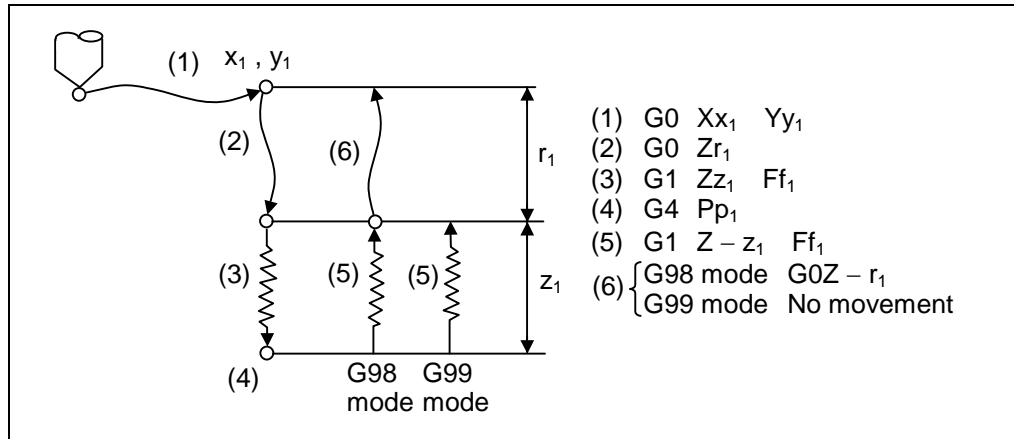 (1) x₁ , y₁
(2)
(6)
r₁
(3)
(5)
(5)
z₁
(4)
G98 mode
G99 mode
(1) G0 Xx₁ Yy₁
(2) G0 Zr₁
(3) G1 Zz₁ Ff₁
(4) G4 Pp₁
(5) G1 Z − z₁ Ff₁
(6) G98 mode G0Z − r₁
G99 mode No movement